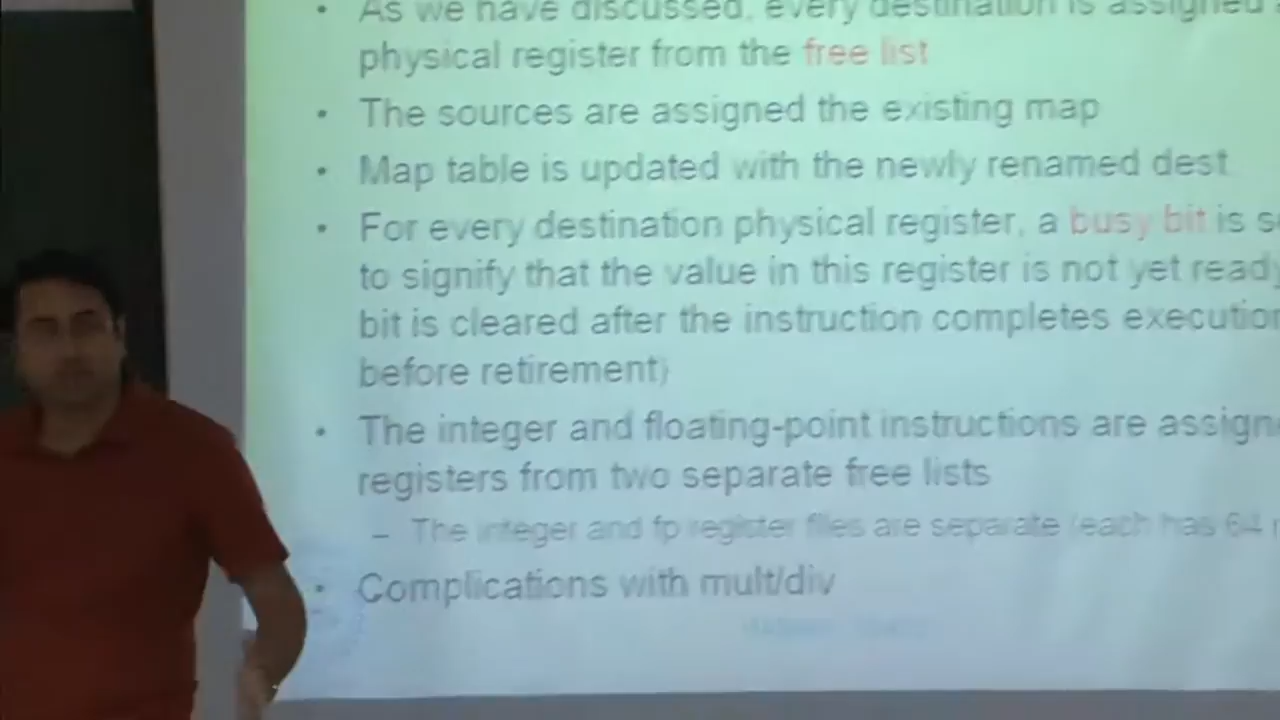 • As we have discussed, every destination is assigned
physical register from the free list
• The sources are assigned the existing map
• Map table is updated with the newly renamed dest
• For every destination physical register, a busy bit is
to signify that the value in this register is not yet ready
bit is cleared after the instruction completes execution
before retirement)
• The integer and floating-point instructions are
registers from two separate free lists
– The integer and fp register files are separate (each has 64
• Complications with mult/div